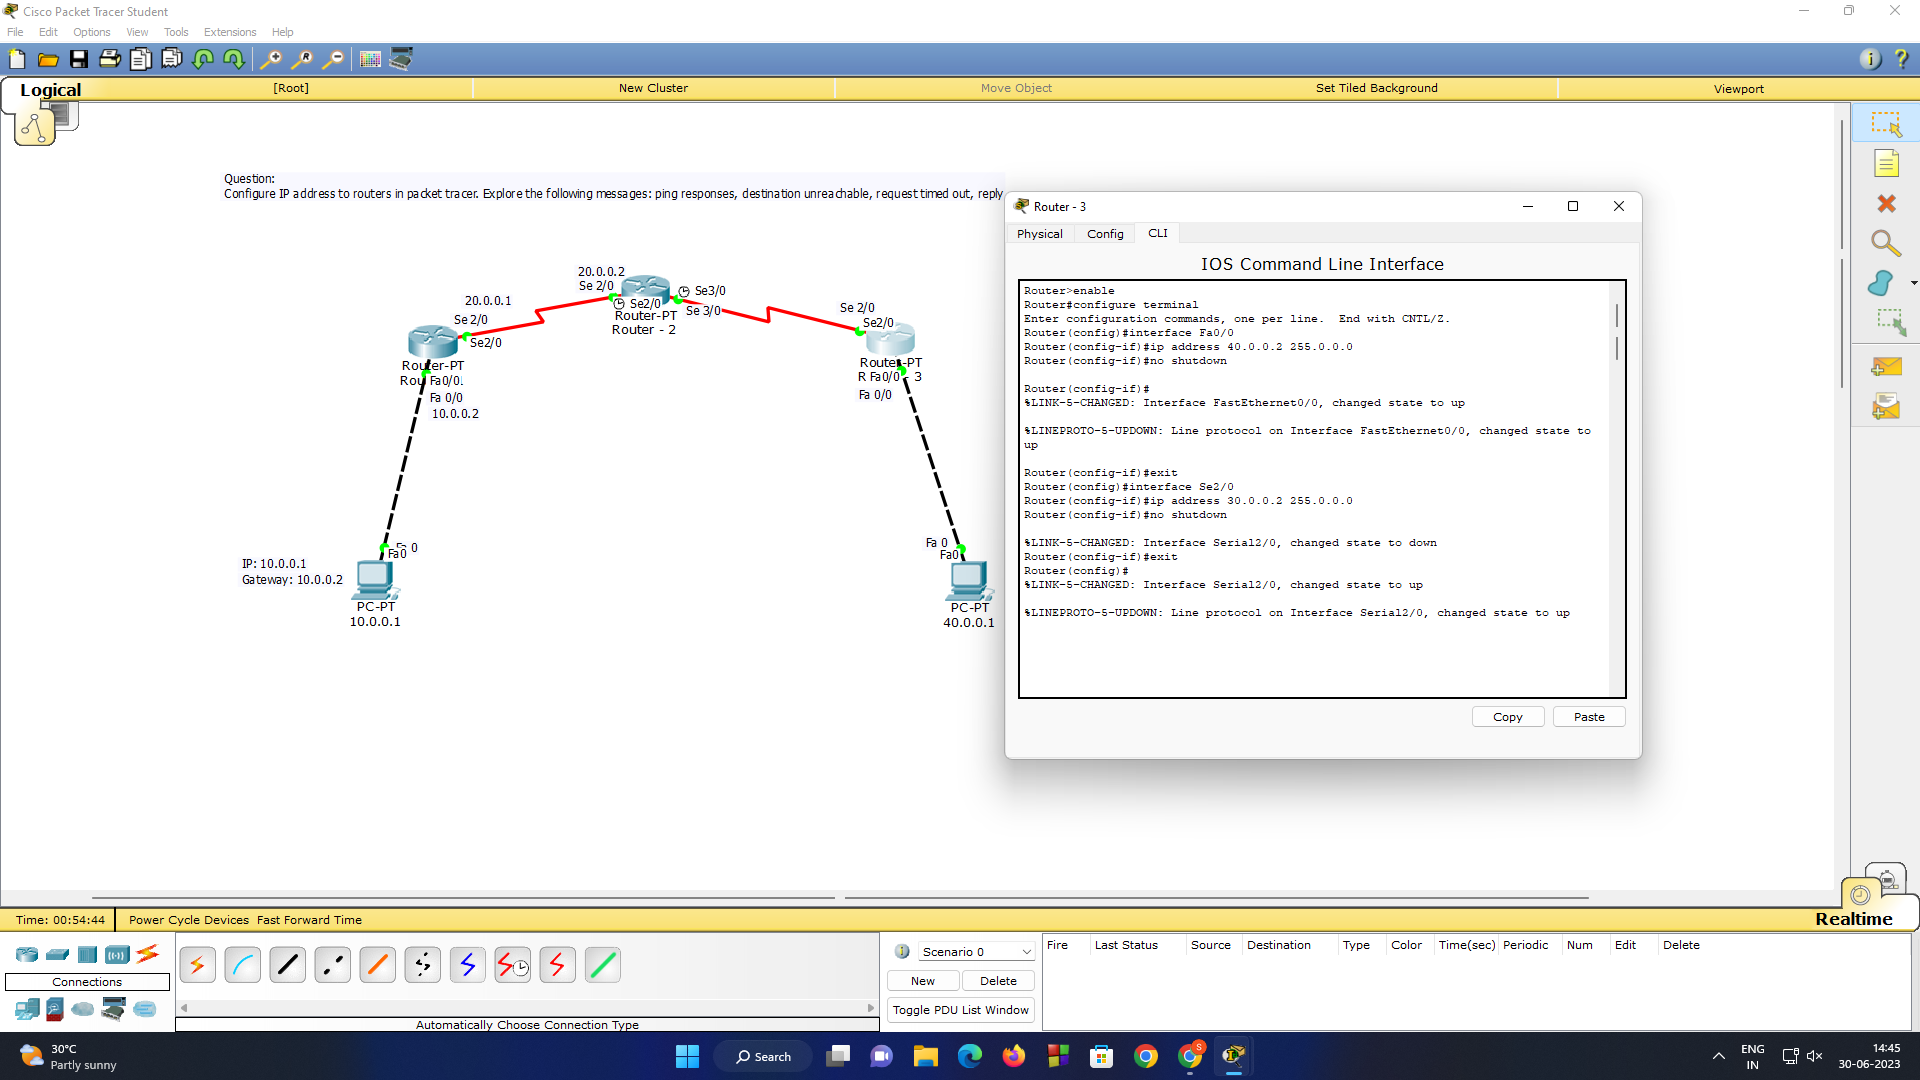 Cisco Packet Tracer Student
File Edit Options View Tools Extensions Help
Logical
[Root]
New Cluster
Move Object
Set Tiled Background
Viewport
Question:
Configure IP address to routers in packet tracer. Explore the following messages: ping responses, destination unreachable, request timed out, reply
20.0.0.2
Se 2/0
Se2/0
Se3/0
Se 3/0
Router-PT
Router - 2
20.0.0.1
Se 2/0
Se2/0
Router-PT
Rou Fa0/0
Fa 0/0
10.0.0.2
Se 2/0
Se2/0
Router-PT
R Fa0/0 - 3
Fa 0/0
Fa0 0
IP: 10.0.0.1
Gateway: 10.0.0.2
PC-PT
10.0.0.1
Fa 0
Fa0
PC-PT
40.0.0.1
Router - 3
Physical Config CLI
IOS Command Line Interface
Router>enable
Router#configure terminal
Enter configuration commands, one per line.  End with CNTL/Z.
Router(config)#interface Fa0/0
Router(config-if)#ip address 40.0.0.2 255.0.0.0
Router(config-if)#no shutdown
Router(config-if)#
%LINK-5-CHANGED: Interface FastEthernet0/0, changed state to up
%LINEPROTO-5-UPDOWN: Line protocol on Interface FastEthernet0/0, changed state to
up
Router(config-if)#exit
Router(config)#interface Se2/0
Router(config-if)#ip address 30.0.0.2 255.0.0.0
Router(config-if)#no shutdown
%LINK-5-CHANGED: Interface Serial2/0, changed state to down
Router(config-if)#exit
Router(config)#
%LINK-5-CHANGED: Interface Serial2/0, changed state to up
%LINEPROTO-5-UPDOWN: Line protocol on Interface Serial2/0, changed state to up
Copy
Paste
Time: 00:54:44
Power Cycle Devices Fast Forward Time
Realtime
Connections
Automatically Choose Connection Type
Scenario 0
New
Delete
Toggle PDU List Window
Fire Last Status Source Destination Type Color Time(sec) Periodic Num Edit Delete
30°C
Partly sunny
Search
S
ENG
IN
14:45
30-06-2023